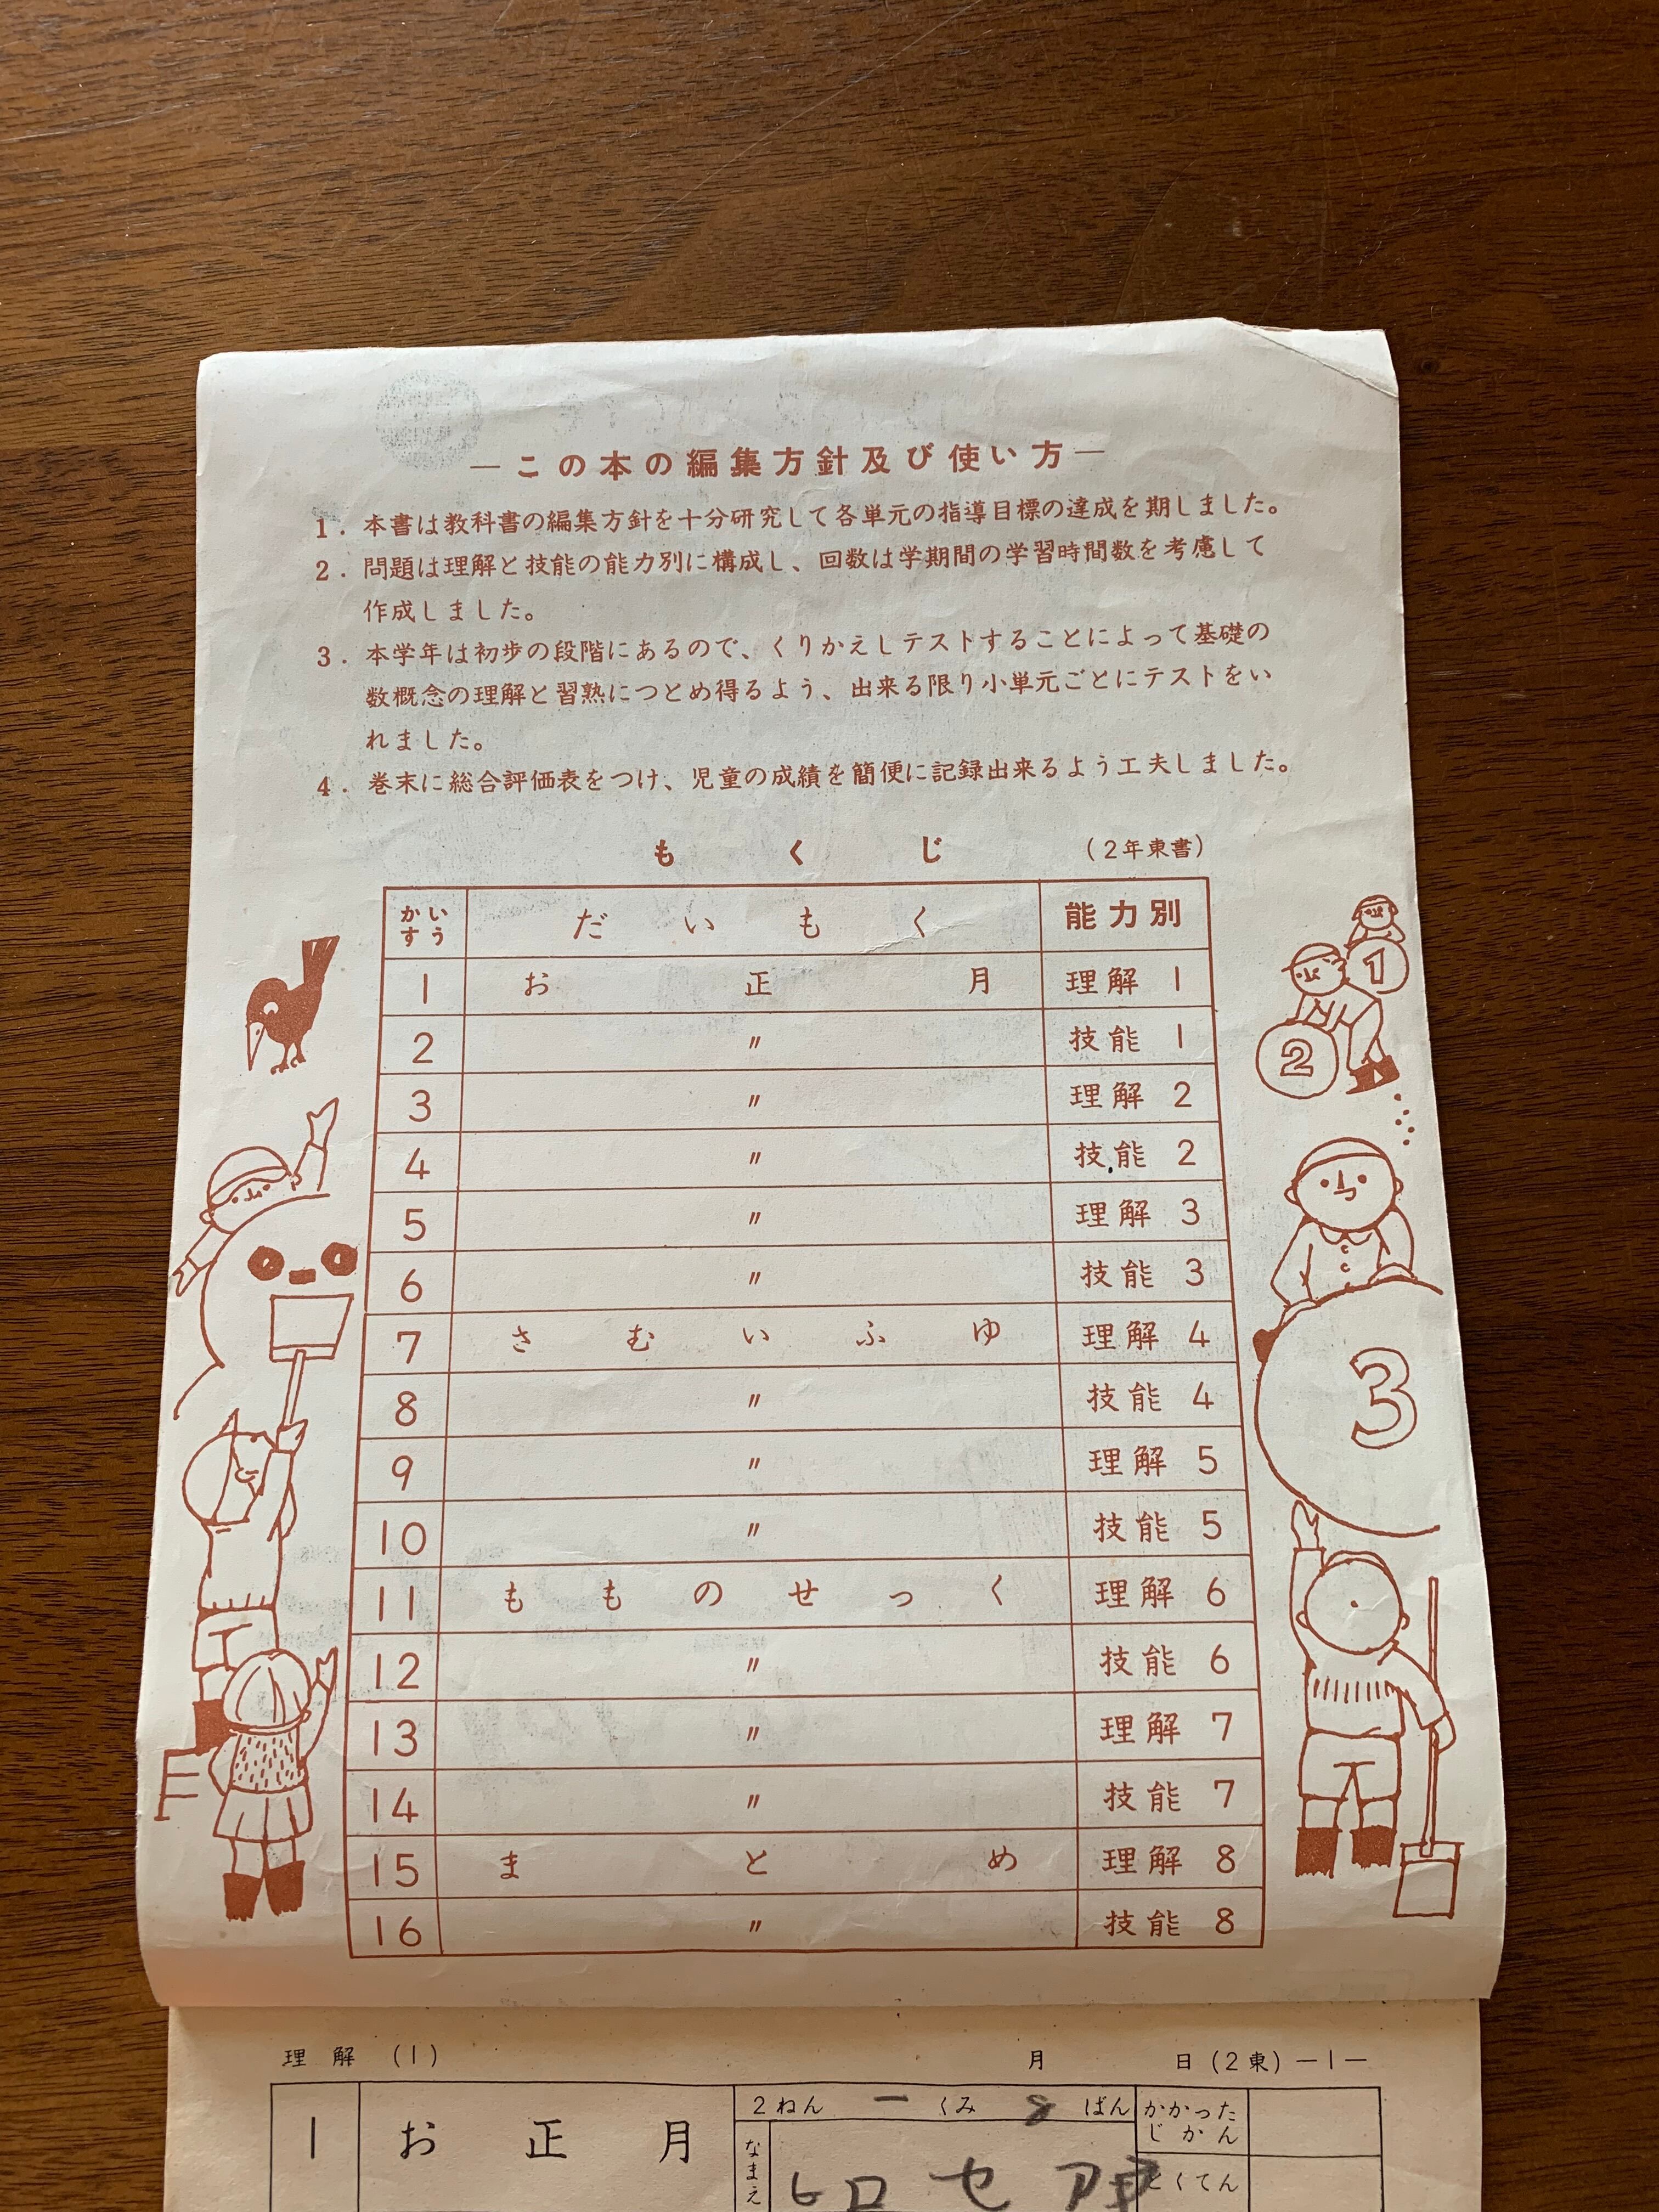 ―この本の編集方針及び使い方―
1. 本書は教科書の編集方針を十分研究して各単元の指導目標の達成を期しました。
2. 問題は理解と技能の能力別に構成し、回数は学期間の学習時間数を考慮して
作成しました。
3. 本学年は初歩の段階にあるので、くりかえしテストすることによって基礎の
数概念の理解と習熟につとめ得るよう、出来る限り小単元ごとにテストをい
れました。
4. 巻末に総合評価表をつけ、児童の成績を簡便に記録出来るよう工夫しました。
もくじ (2年東書)
かいすう だいもく 能力別
1 お正月 理解 1
2 〃 技能 1
3 〃 理解 2
4 〃 技能 2
5 〃 理解 3
6 〃 技能 3
7 さむいふゆ 理解 4
8 〃 技能 4
9 〃 理解 5
10 〃 技能 5
11 もものせっく 理解 6
12 〃 技能 6
13 〃 理解 7
14 〃 技能 7
15 まとめ 理解 8
16 〃 技能 8
1
2
3
理解 (1) 月 日 (2東) ―1―
1 お正月 2ねん 一 くみ 8 ばん かかったじかん
なまえ とくてん